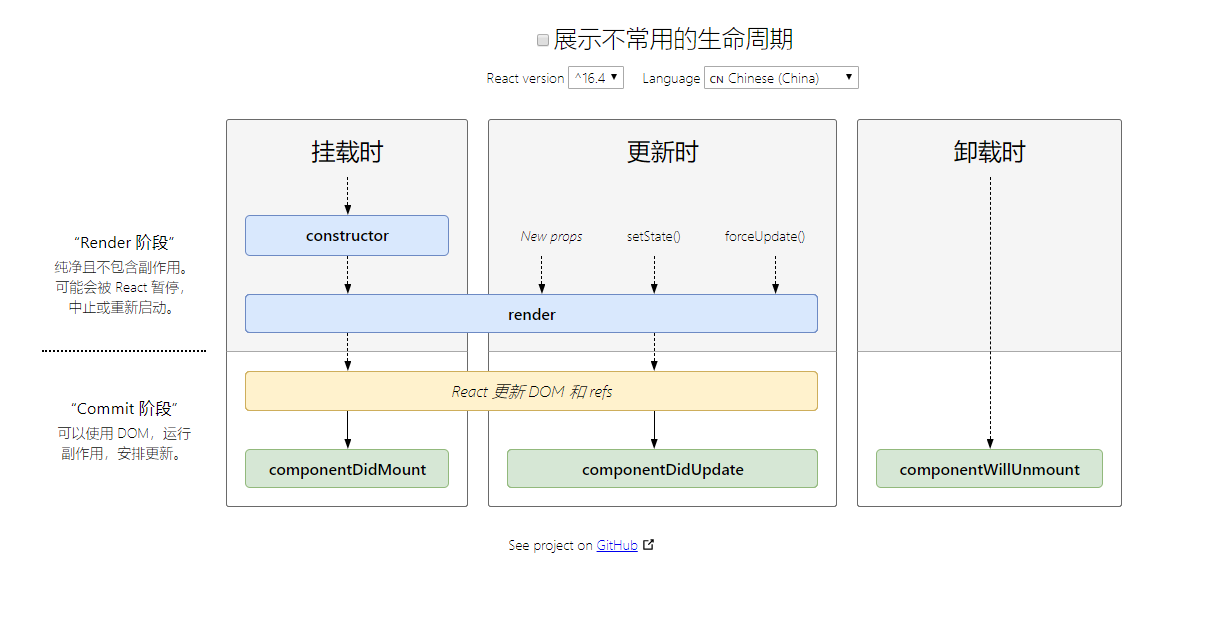 展示不常用的生命周期
React version ^16.4 Language CN Chinese (China)
挂载时
更新时
卸载时
“Render 阶段”
纯净且不包含副作用。
可能会被 React 暂停，
中止或重新启动。
constructor
New props
setState()
forceUpdate()
render
React 更新 DOM 和 refs
“Commit 阶段”
可以使用 DOM，运行
副作用，安排更新。
componentDidMount
componentDidUpdate
componentWillUnmount
See project on GitHub